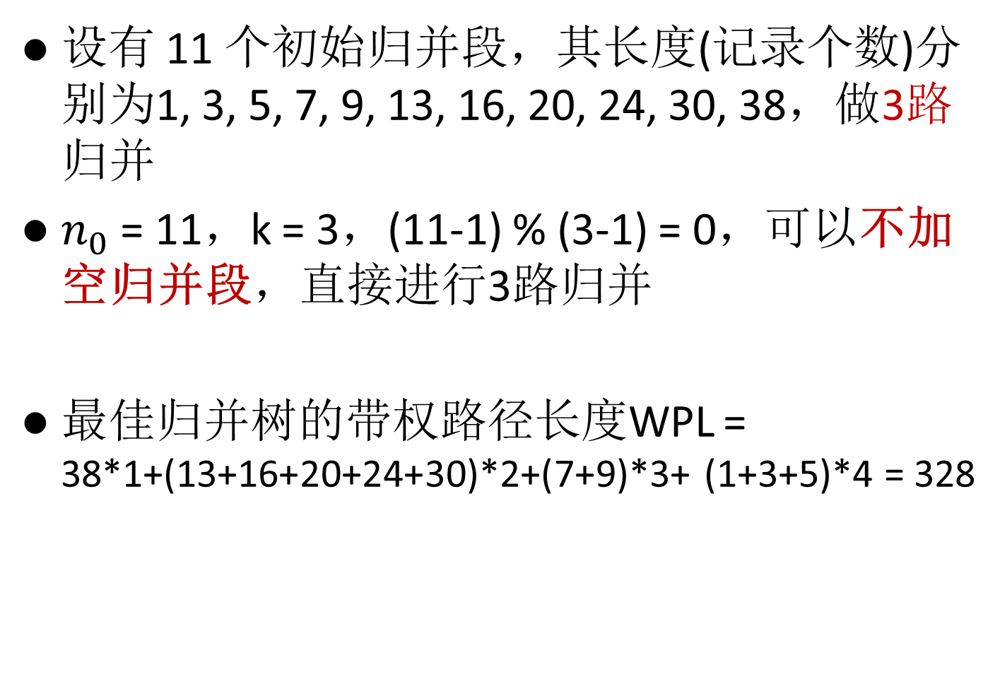 ● 设有 11 个初始归并段，其长度(记录个数)分
别为1, 3, 5, 7, 9, 13, 16, 20, 24, 30, 38，做3路
归并
● n₀ = 11，k = 3，(11-1) % (3-1) = 0，可以不加
空归并段，直接进行3路归并
● 最佳归并树的带权路径长度WPL =
38*1+(13+16+20+24+30)*2+(7+9)*3+ (1+3+5)*4 = 328